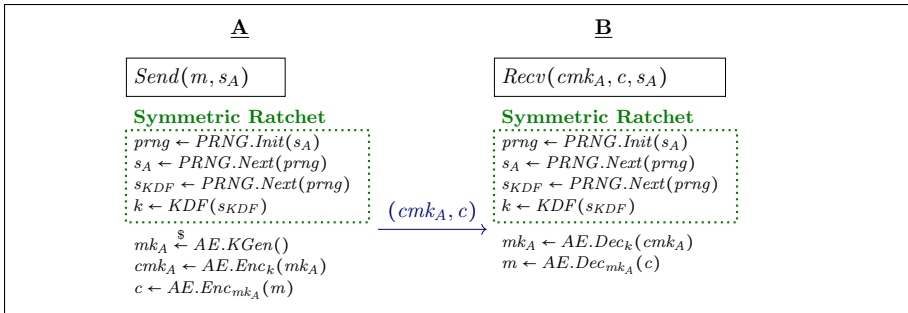 A
Send(m, s_A)
Symmetric Ratchet
prng ← PRNG.Init(s_A)
s_A ← PRNG.Next(prng)
s_KDF ← PRNG.Next(prng)
k ← KDF(s_KDF)
mk_A ←$ AE.KGen()
cmk_A ← AE.Enc_k(mk_A)
c ← AE.Enc_mk_A(m)
(cmk_A, c)
B
Recv(cmk_A, c, s_A)
Symmetric Ratchet
prng ← PRNG.Init(s_A)
s_A ← PRNG.Next(prng)
s_KDF ← PRNG.Next(prng)
k ← KDF(s_KDF)
mk_A ← AE.Dec_k(cmk_A)
m ← AE.Dec_mk_A(c)